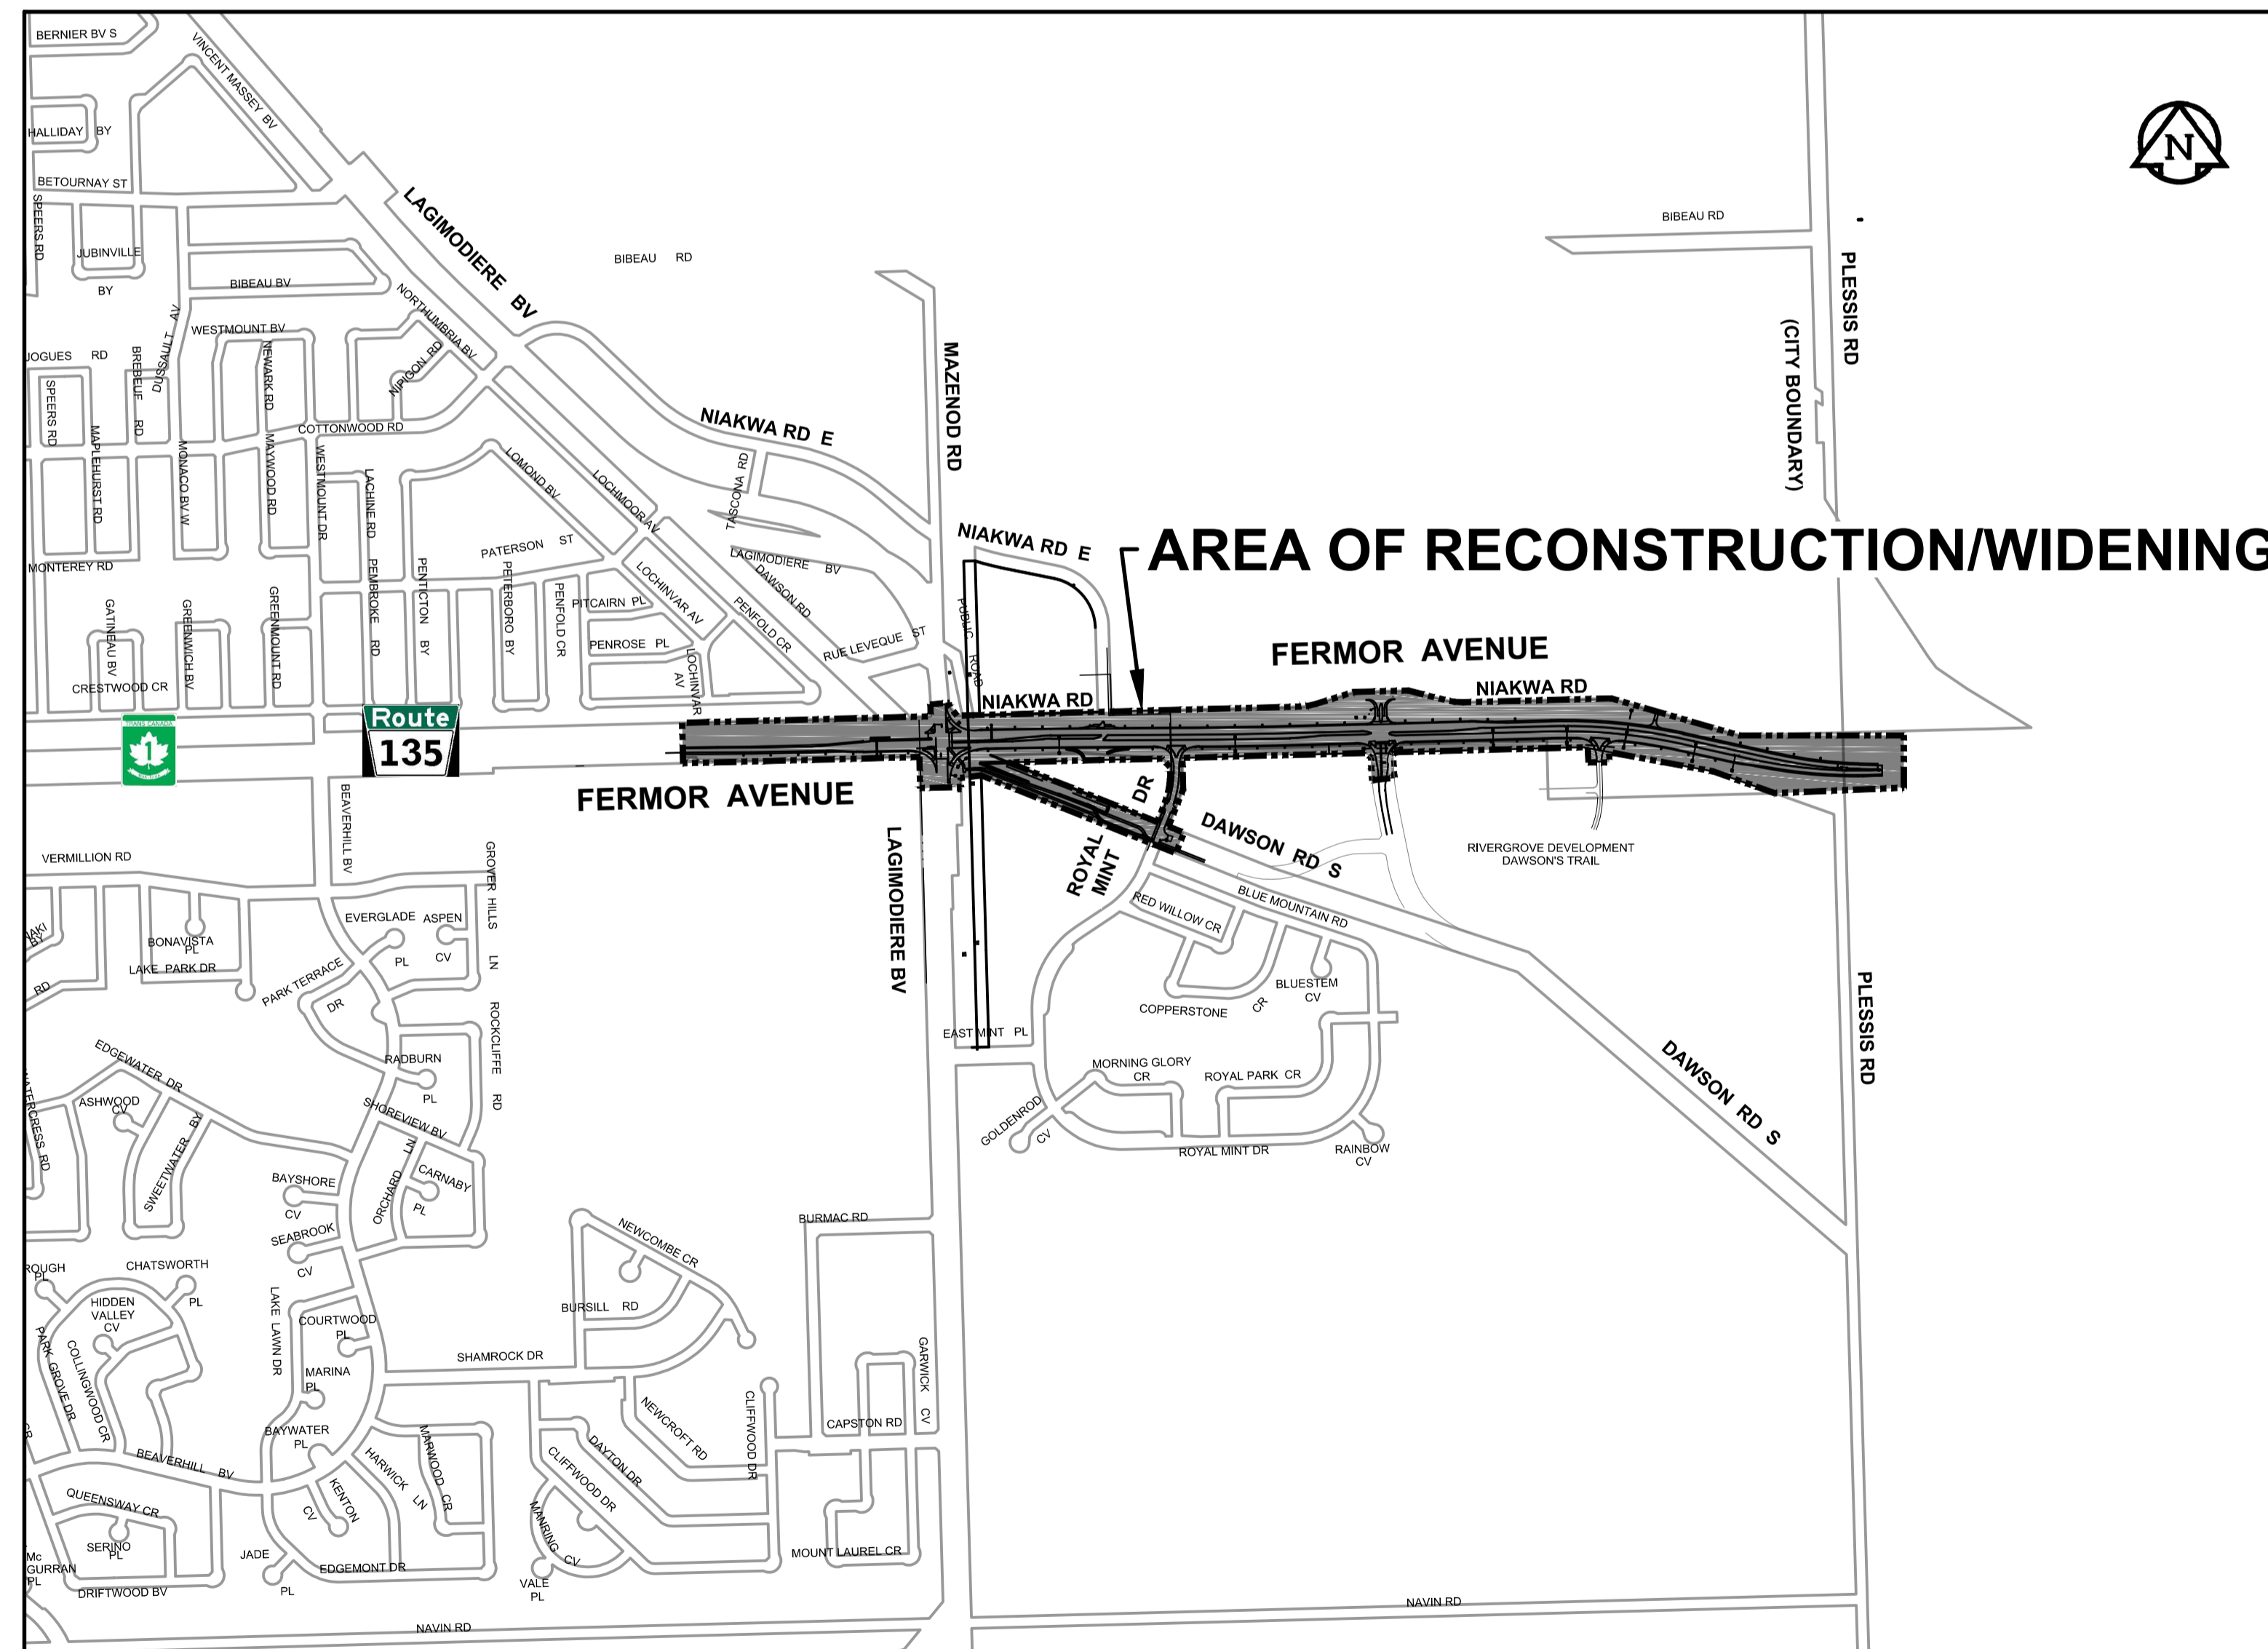 BERNIER BV S
VINCENT MASSEY BV
HALLIDAY BY
BETOURNAY ST
SPEERS RD
JUBINVILLE
BY
BIBEAU BV
LAGIMODIERE BV
BIBEAU RD
BIBEAU RD
N
PLESSIS RD
(CITY BOUNDARY)
MAZENOD RD
NORTHUMBRIA BV
NIPIGON RD
WESTMOUNT BV
DUSSAULT AV
JOGUES RD
BREBEUF RD
SPEERS RD
NEWARK RD
COTTONWOOD RD
NIAKWA RD E
MAPLEHURST RD
MONACO BV W
MAYWOOD RD
WESTMOUNT DR
LACHINE RD
LOMOND BV
LOCHMOOR AV
TASCONA RD
NIAKWA RD E
AREA OF RECONSTRUCTION/WIDENING
PATERSON ST
LAGIMODIERE BV
DAWSON RD
MONTEREY RD
GATINEAU BV
GREENWICH BV
GREENMOUNT RD
PEMBROKE RD
PENTICTON BY
PETERBORO BY
PENFOLD CR
PITCAIRN PL
LOCHINVAR AV
PENFOLD CR
PENROSE PL
LOCHINVAR
AV
RUE LEVEQUE ST
PUBLIC ROAD
FERMOR AVENUE
CRESTWOOD CR
NIAKWA RD
NIAKWA RD
TRANS CANADA
1
Route
135
FERMOR AVENUE
BEAVERHILL BV
LAGIMODIERE BV
ROYAL
MINT
DR
DAWSON RD S
RIVERGROVE DEVELOPMENT
DAWSON'S TRAIL
VERMILLION RD
GROVER HILLS LN
EVERGLADE
PL
ASPEN
CV
BONAVISTA
PL
LAKE PARK DR
RD
PARK TERRACE
DR
ROCKCLIFFE RD
RED WILLOW CR
BLUE MOUNTAIN RD
BLUESTEM
CV
COPPERSTONE CR
EAST MINT PL
PLESSIS RD
DAWSON RD S
EDGEWATER DR
RADBURN
PL
MORNING GLORY
CR
ROYAL PARK CR
GOLDENROD
CV
ROYAL MINT DR
RAINBOW
CV
ASHWOOD
CV
SWEETWATER BY
SHOREVIEW BV
ORCHARD LN
CARNABY
PL
BAYSHORE
CV
SEABROOK
CV
BURMAC RD
NEWCOMBE CR
BURSILL RD
CHATSWORTH
PL
HIDDEN
VALLEY
CV
PARK GROVE DR
COLLINGWOOD CR
LAKE LAWN DR
COURTWOOD
PL
MARINA
PL
SHAMROCK DR
GARWICK CV
CAPSTON RD
CLIFFWOOD DR
NEWCROFT RD
DAYTON DR
CLIFFWOOD DR
MANRING CV
BAYWATER
PL
BEAVERHILL BV
HARWICK LN
MARWOOD CR
KENTON
CV
QUEENSWAY CR
SERINO
PL
Mc
GURRAN
PL
DRIFTWOOD BV
JADE
PL
EDGEMONT DR
VALE
PL
MOUNT LAUREL CR
NAVIN RD
NAVIN RD